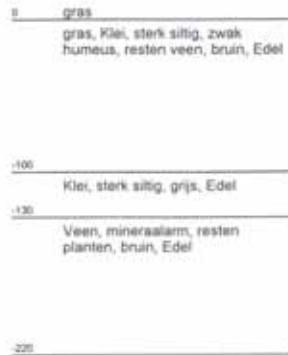 0 gras
gras, Klei, sterk siltig, zwak
humeus, resten veen, bruin, Edel
-100
Klei, sterk siltig, grijs, Edel
-130
Veen, mineraalarm, resten
planten, bruin, Edel
-220